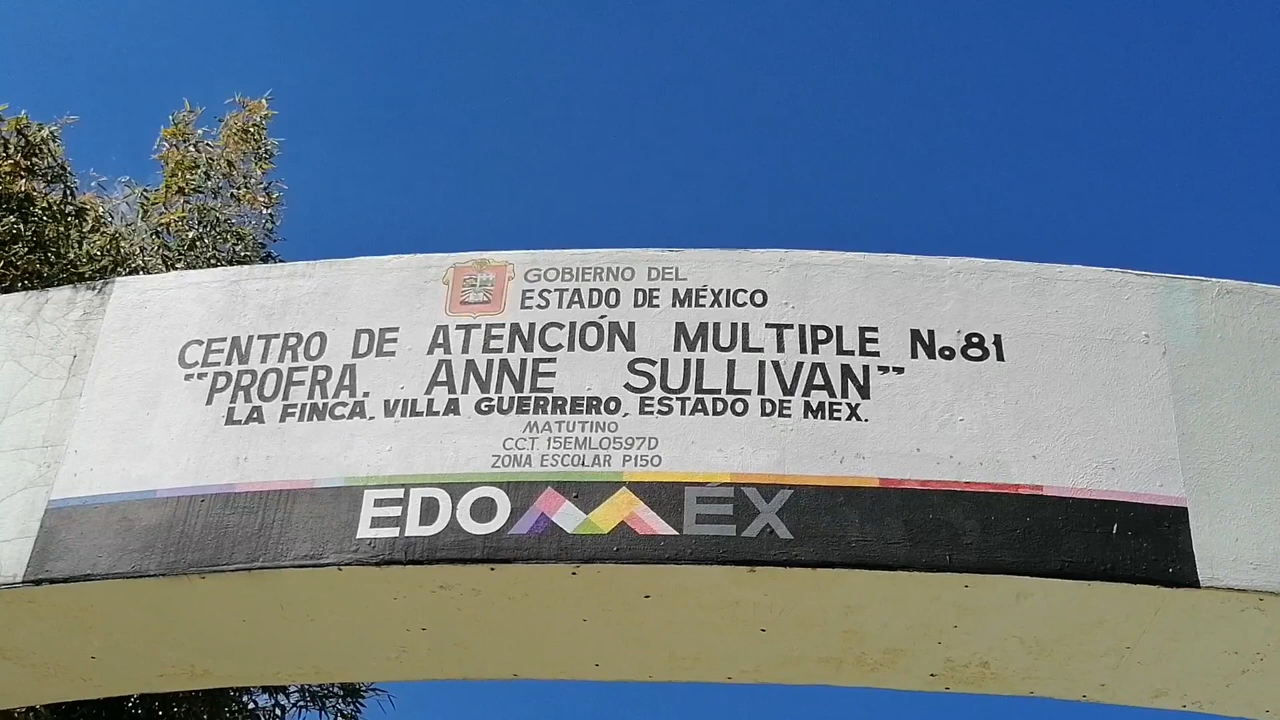 GOBIERNO DEL
ESTADO DE MÉXICO
CENTRO DE ATENCIÓN MULTIPLE No.81
"PROFRA. ANNE SULLIVAN"
LA FINCA, VILLA GUERRERO, ESTADO DE MEX.
MATUTINO
C.C.T. 15EML0597D
ZONA ESCOLAR P150
EDOMÉX